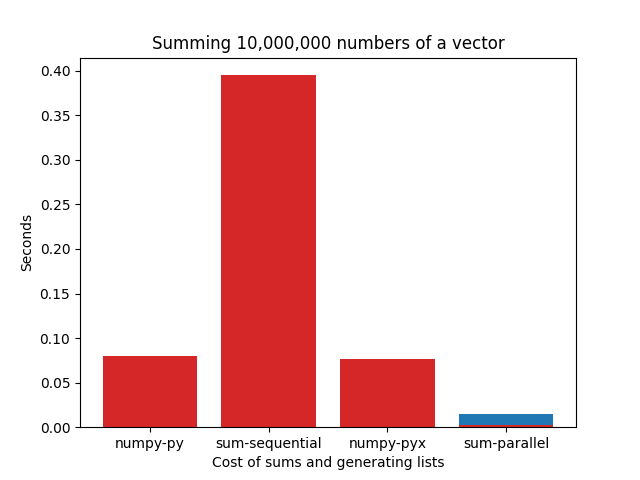 Summing 10,000,000 numbers of a vector
0.40
0.35
0.30
0.25
0.20
0.15
0.10
0.05
0.00
Seconds
numpy-py sum-sequential numpy-pyx sum-parallel
Cost of sums and generating lists